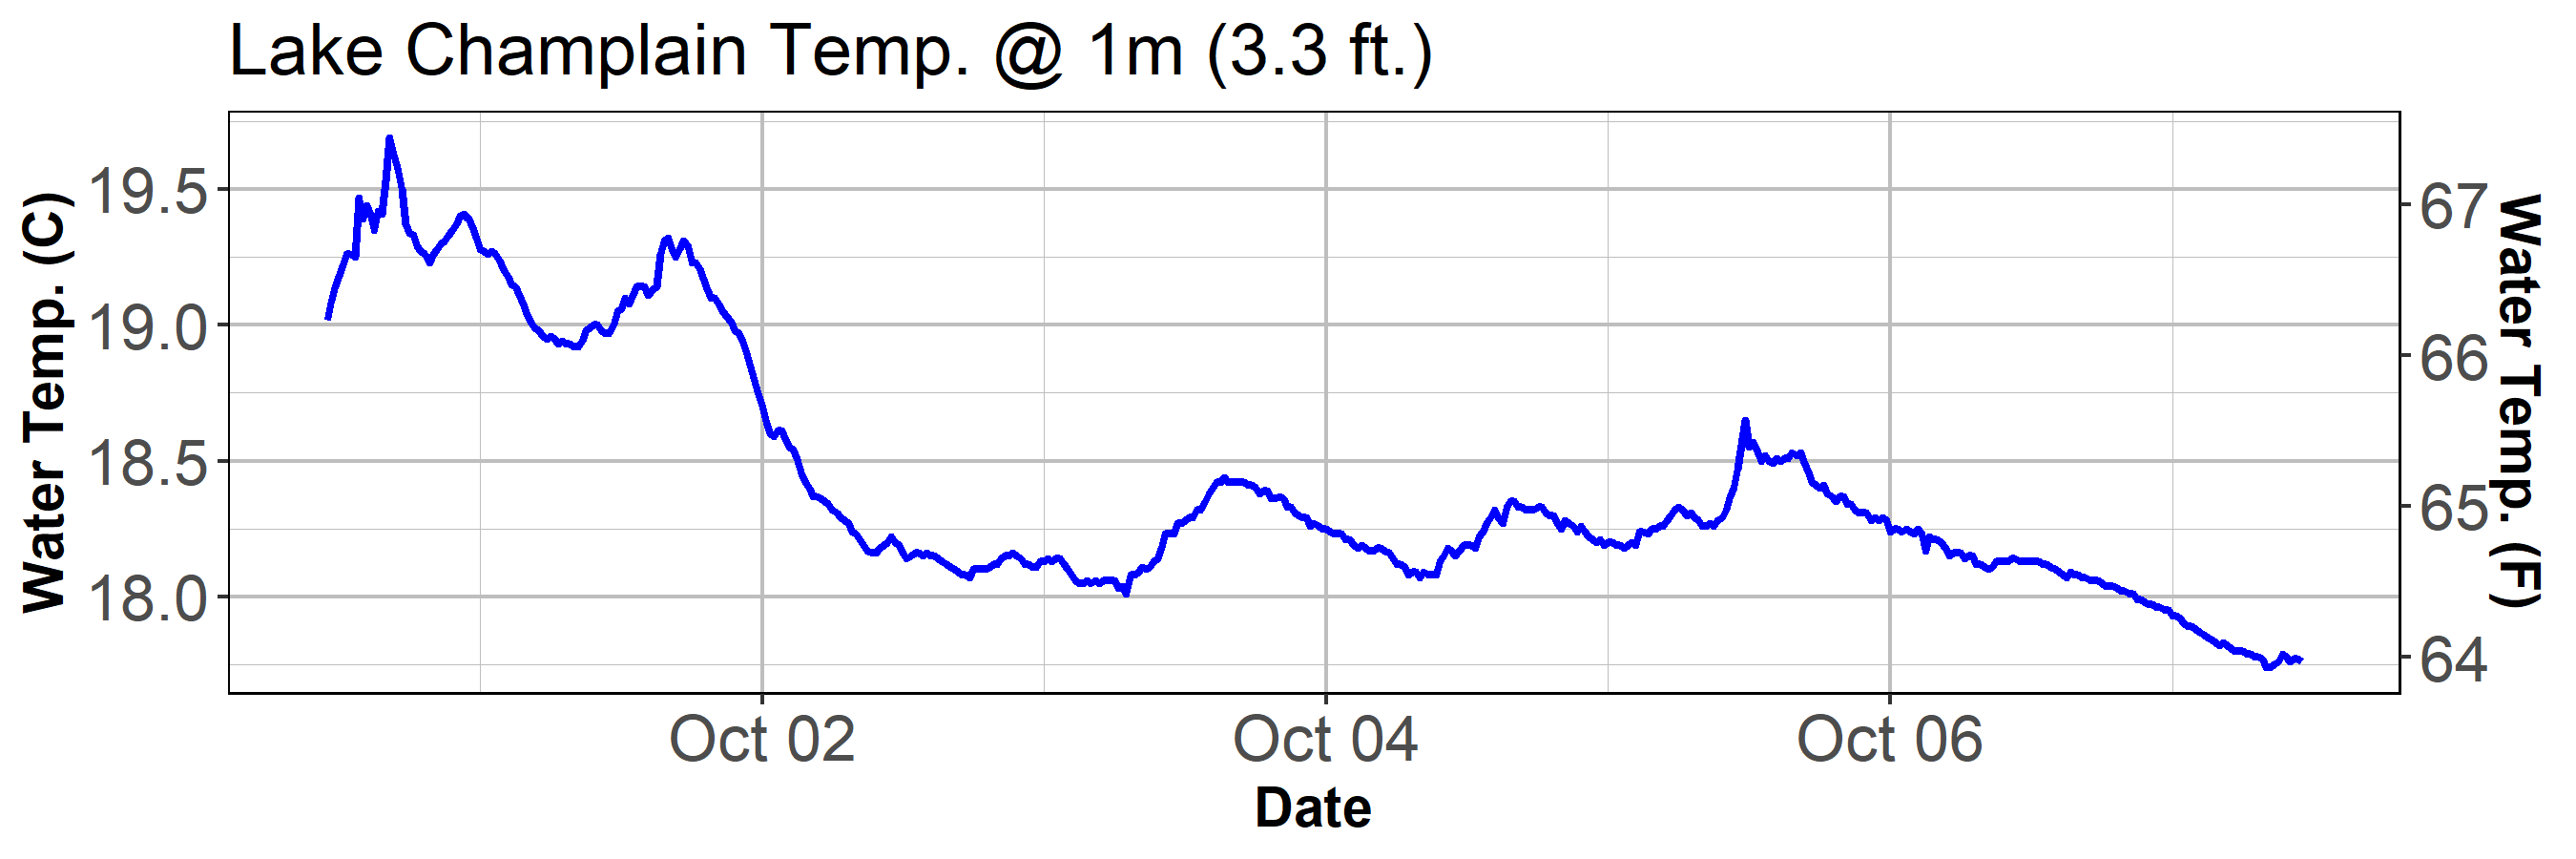 Lake Champlain Temp. @ 1m (3.3 ft.)
Water Temp. (C)
19.5
19.0
18.5
18.0
67
66
65
64
Water Temp. (F)
Oct 02 Oct 04 Oct 06
Date